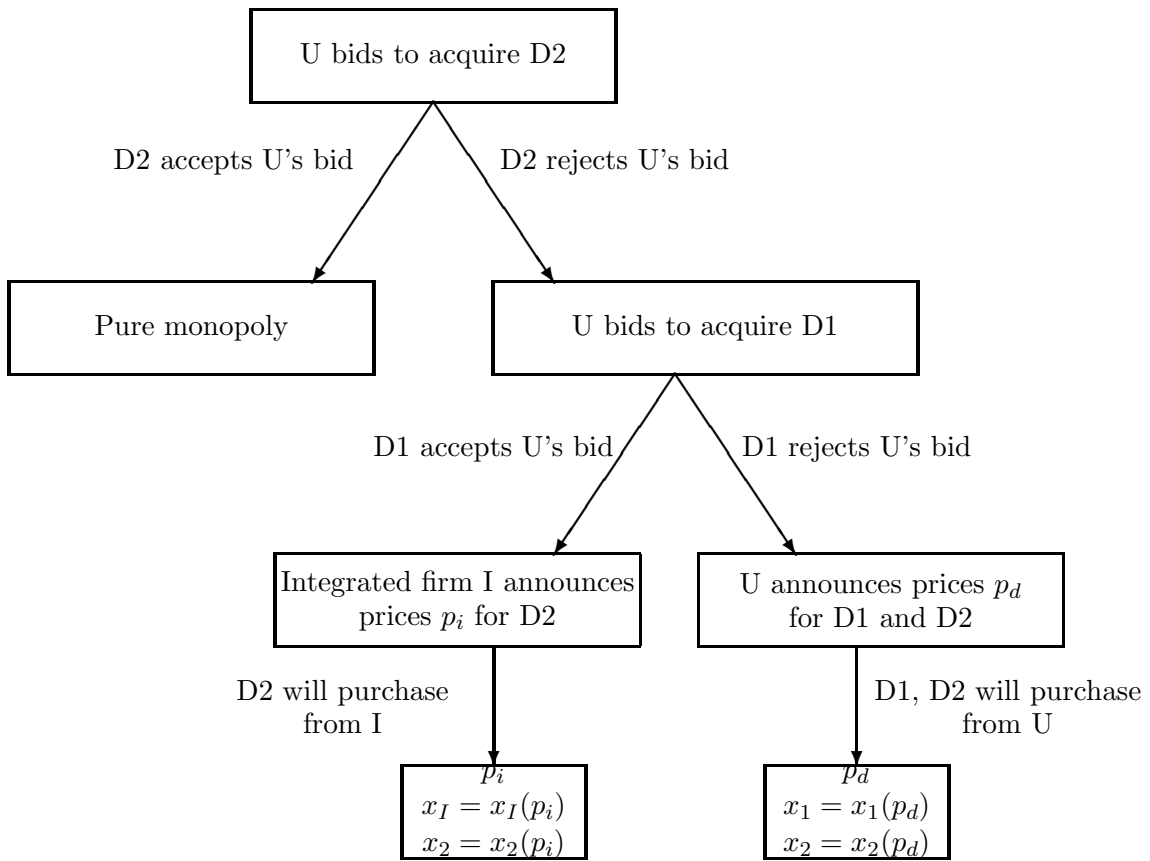 U bids to acquire D2
D2 accepts U's bid
D2 rejects U's bid
Pure monopoly
U bids to acquire D1
D1 accepts U's bid
D1 rejects U's bid
Integrated firm I announces
prices p_i for D2
U announces prices p_d
for D1 and D2
D2 will purchase
from I
D1, D2 will purchase
from U
p_i
x_I = x_I(p_i)
x_2 = x_2(p_i)
p_d
x_1 = x_1(p_d)
x_2 = x_2(p_d)